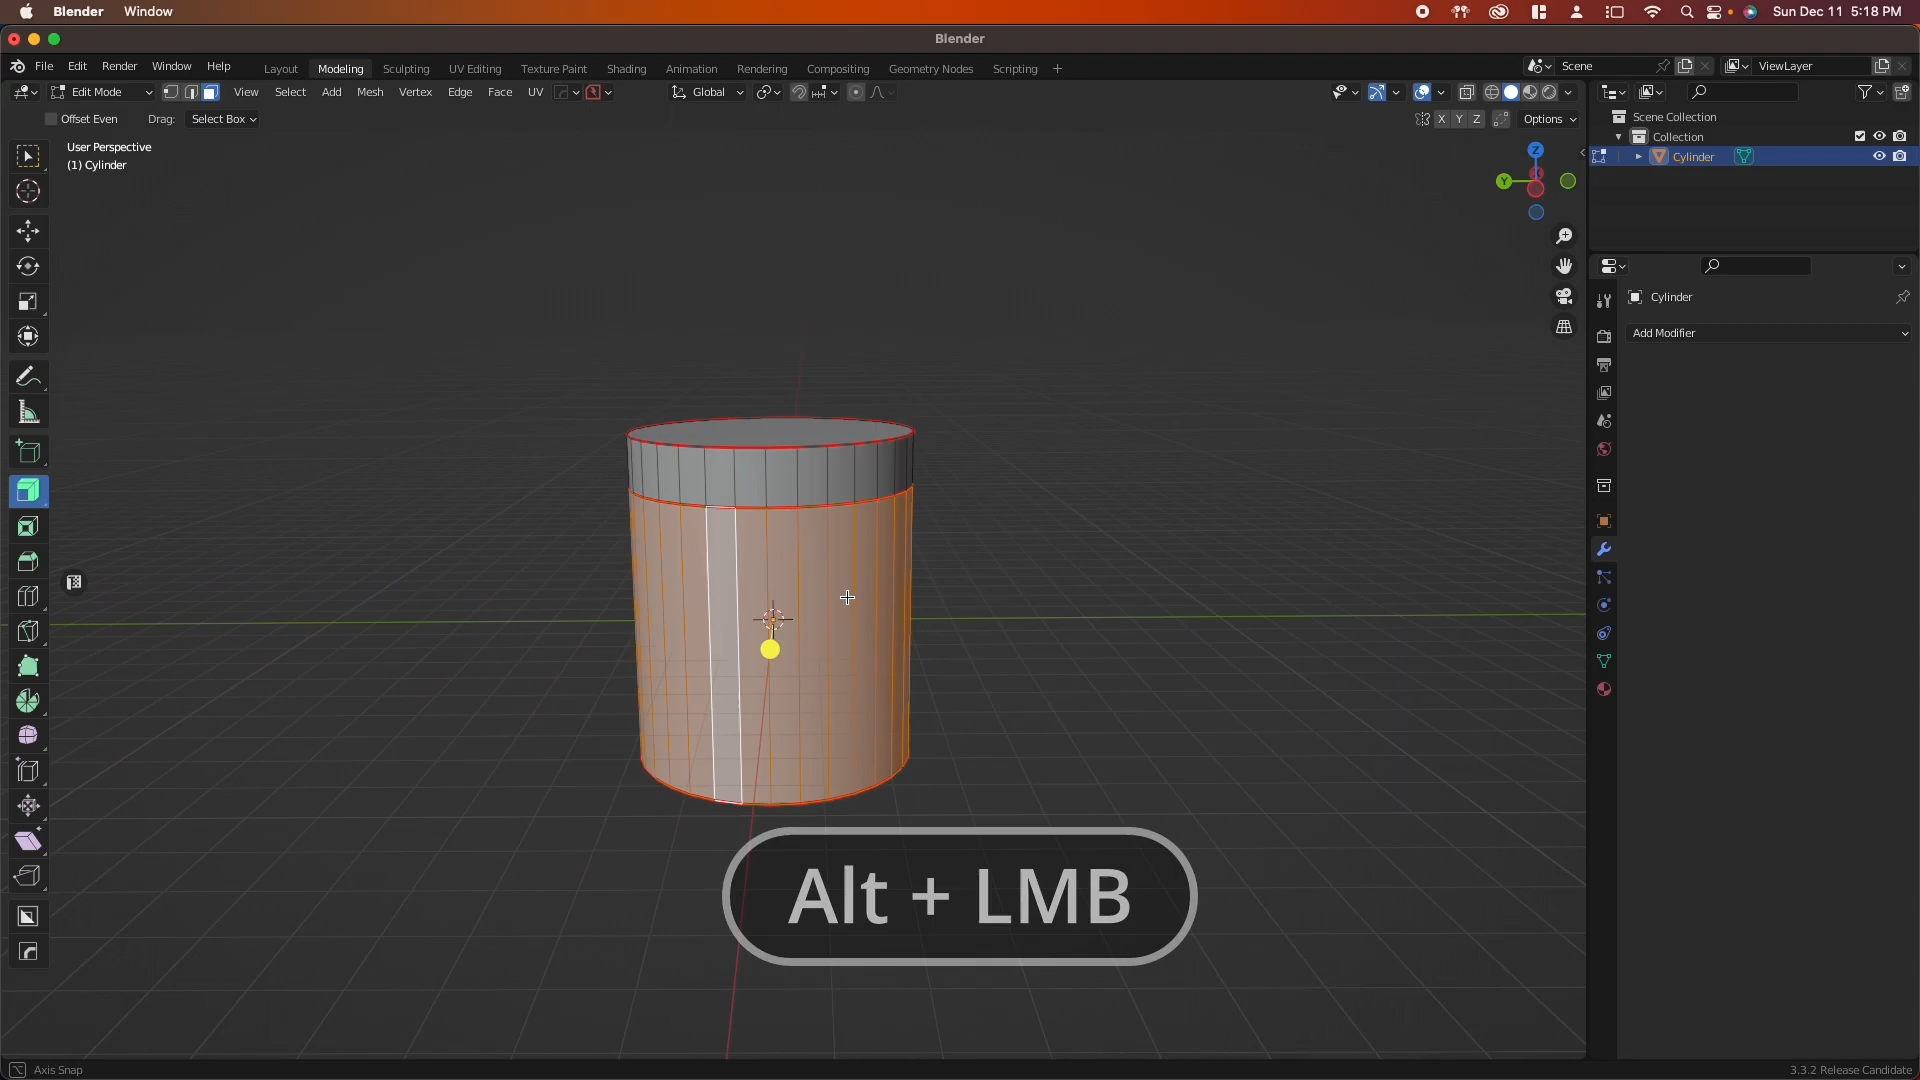 Blender Window Sun Dec 11 5:18 PM
Blender
File Edit Render Window Help Layout Modeling Sculpting UV Editing Texture Paint Shading Animation Rendering Compositing Geometry Nodes Scripting Scene ViewLayer
Edit Mode View Select Add Mesh Vertex Edge Face UV Global
Offset Even Drag: Select Box X Y Z Options Scene Collection
Collection
User Perspective
(1) Cylinder Cylinder
Z
Y
Cylinder
Add Modifier
Alt + LMB
Axis Snap 3.3.2 Release Candidate